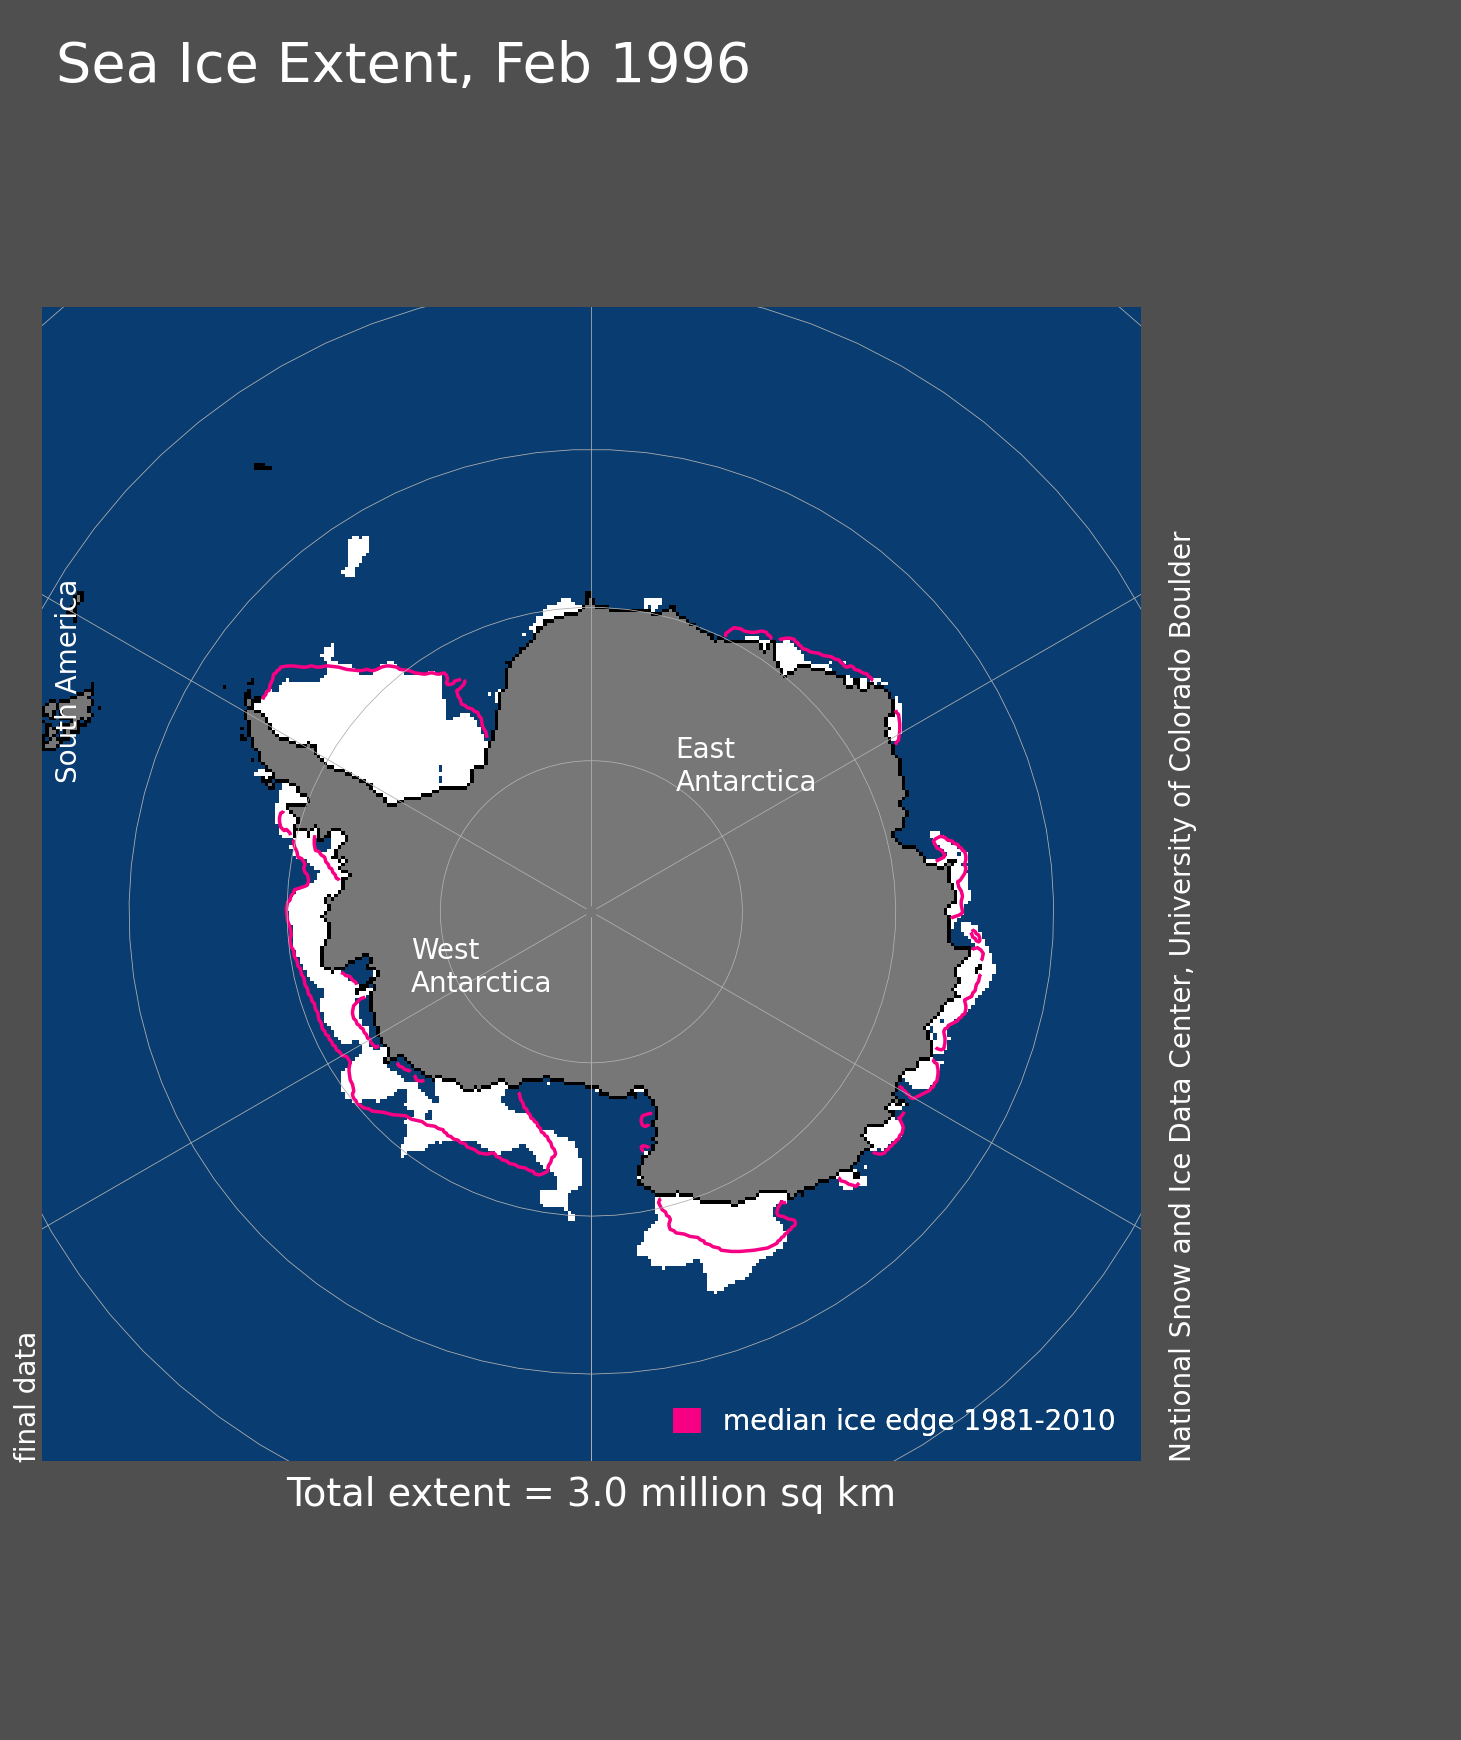 Sea Ice Extent, Feb 1996
South America
East
Antarctica
West
Antarctica
median ice edge 1981-2010
final data
National Snow and Ice Data Center, University of Colorado Boulder
Total extent = 3.0 million sq km